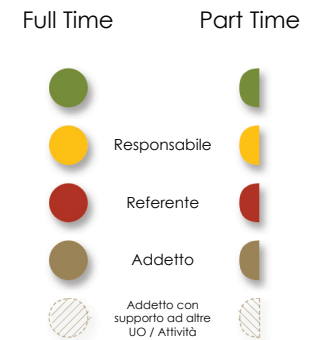 Full Time
Part Time
Responsabile
Referente
Addetto
Addetto con
supporto ad altre
UO / Attività